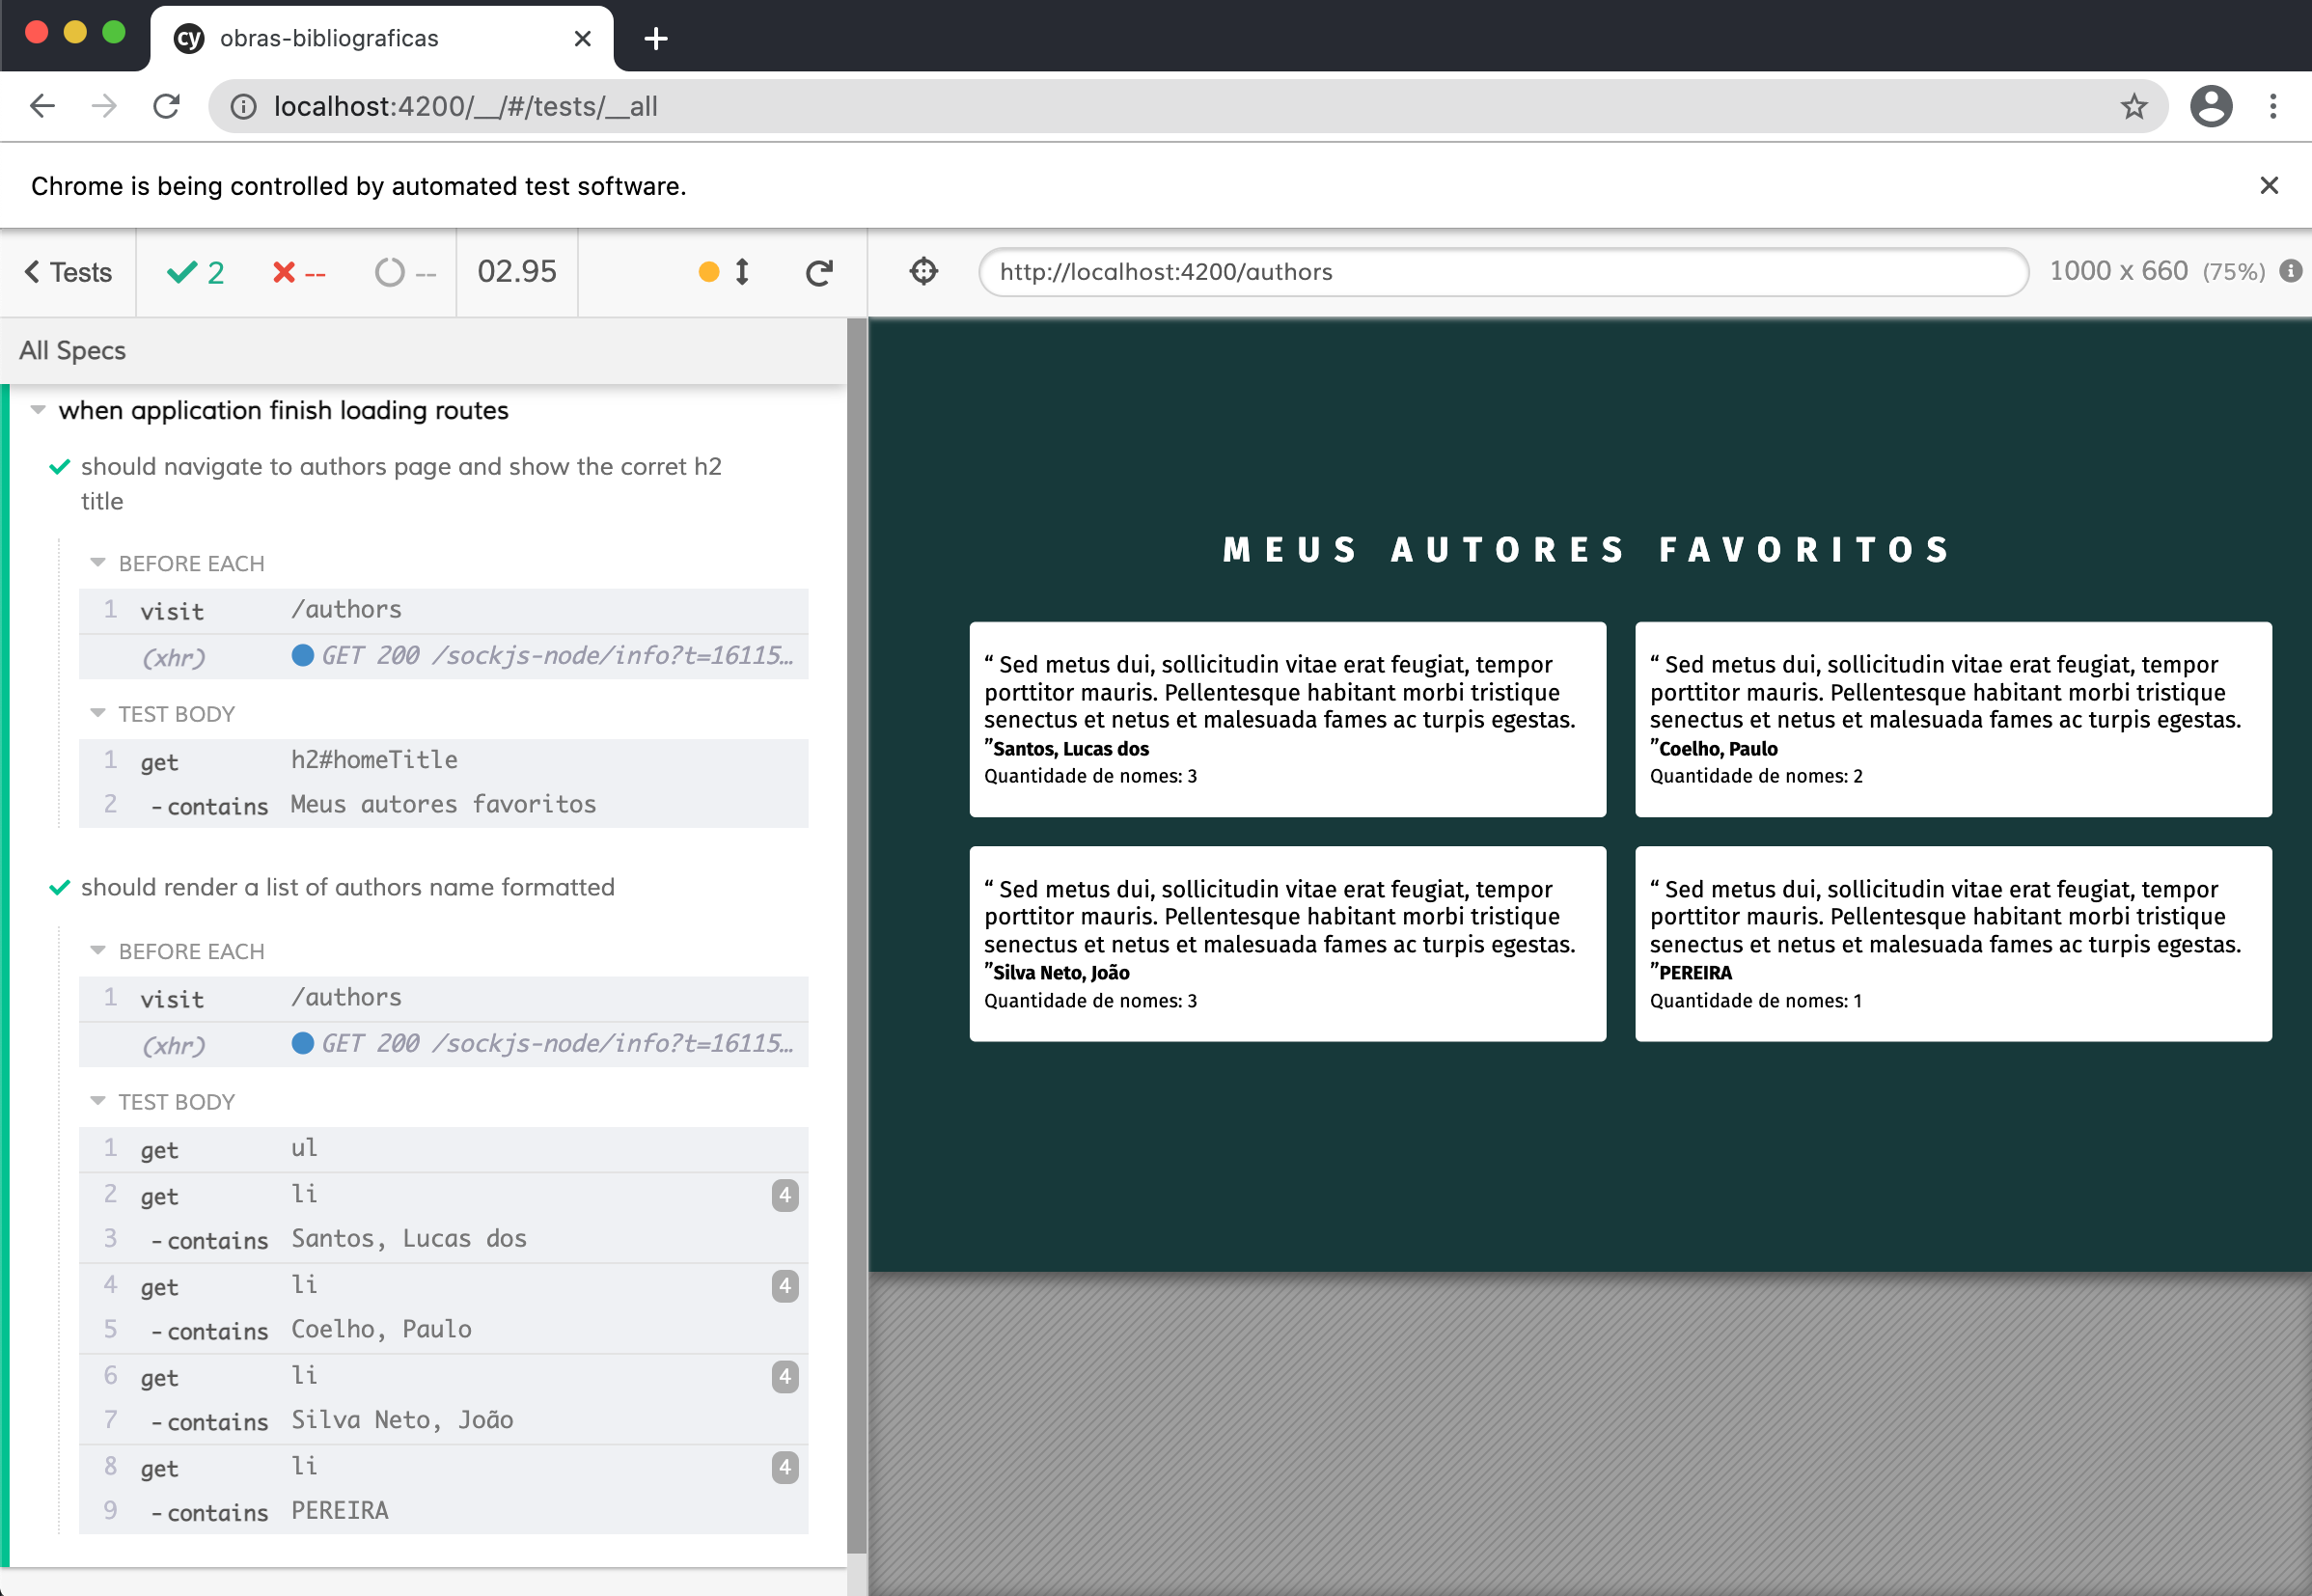 cy obras-bibliograficas
localhost:4200/__/#/tests/__all
Chrome is being controlled by automated test software.
Tests 2 -- -- 02.95
http://localhost:4200/authors 1000 x 660 (75%)
All Specs
when application finish loading routes
should navigate to authors page and show the corret h2
title
BEFORE EACH
1 visit /authors
(xhr) GET 200 /sockjs-node/info?t=16115…
TEST BODY
1 get h2#homeTitle
2 -contains Meus autores favoritos
should render a list of authors name formatted
BEFORE EACH
1 visit /authors
(xhr) GET 200 /sockjs-node/info?t=16115…
TEST BODY
1 get ul
2 get li 4
3 -contains Santos, Lucas dos
4 get li 4
5 -contains Coelho, Paulo
6 get li 4
7 -contains Silva Neto, João
8 get li 4
9 -contains PEREIRA
MEUS AUTORES FAVORITOS
“ Sed metus dui, sollicitudin vitae erat feugiat, tempor
porttitor mauris. Pellentesque habitant morbi tristique
senectus et netus et malesuada fames ac turpis egestas.
”Santos, Lucas dos
Quantidade de nomes: 3
“ Sed metus dui, sollicitudin vitae erat feugiat, tempor
porttitor mauris. Pellentesque habitant morbi tristique
senectus et netus et malesuada fames ac turpis egestas.
”Coelho, Paulo
Quantidade de nomes: 2
“ Sed metus dui, sollicitudin vitae erat feugiat, tempor
porttitor mauris. Pellentesque habitant morbi tristique
senectus et netus et malesuada fames ac turpis egestas.
”Silva Neto, João
Quantidade de nomes: 3
“ Sed metus dui, sollicitudin vitae erat feugiat, tempor
porttitor mauris. Pellentesque habitant morbi tristique
senectus et netus et malesuada fames ac turpis egestas.
”PEREIRA
Quantidade de nomes: 1